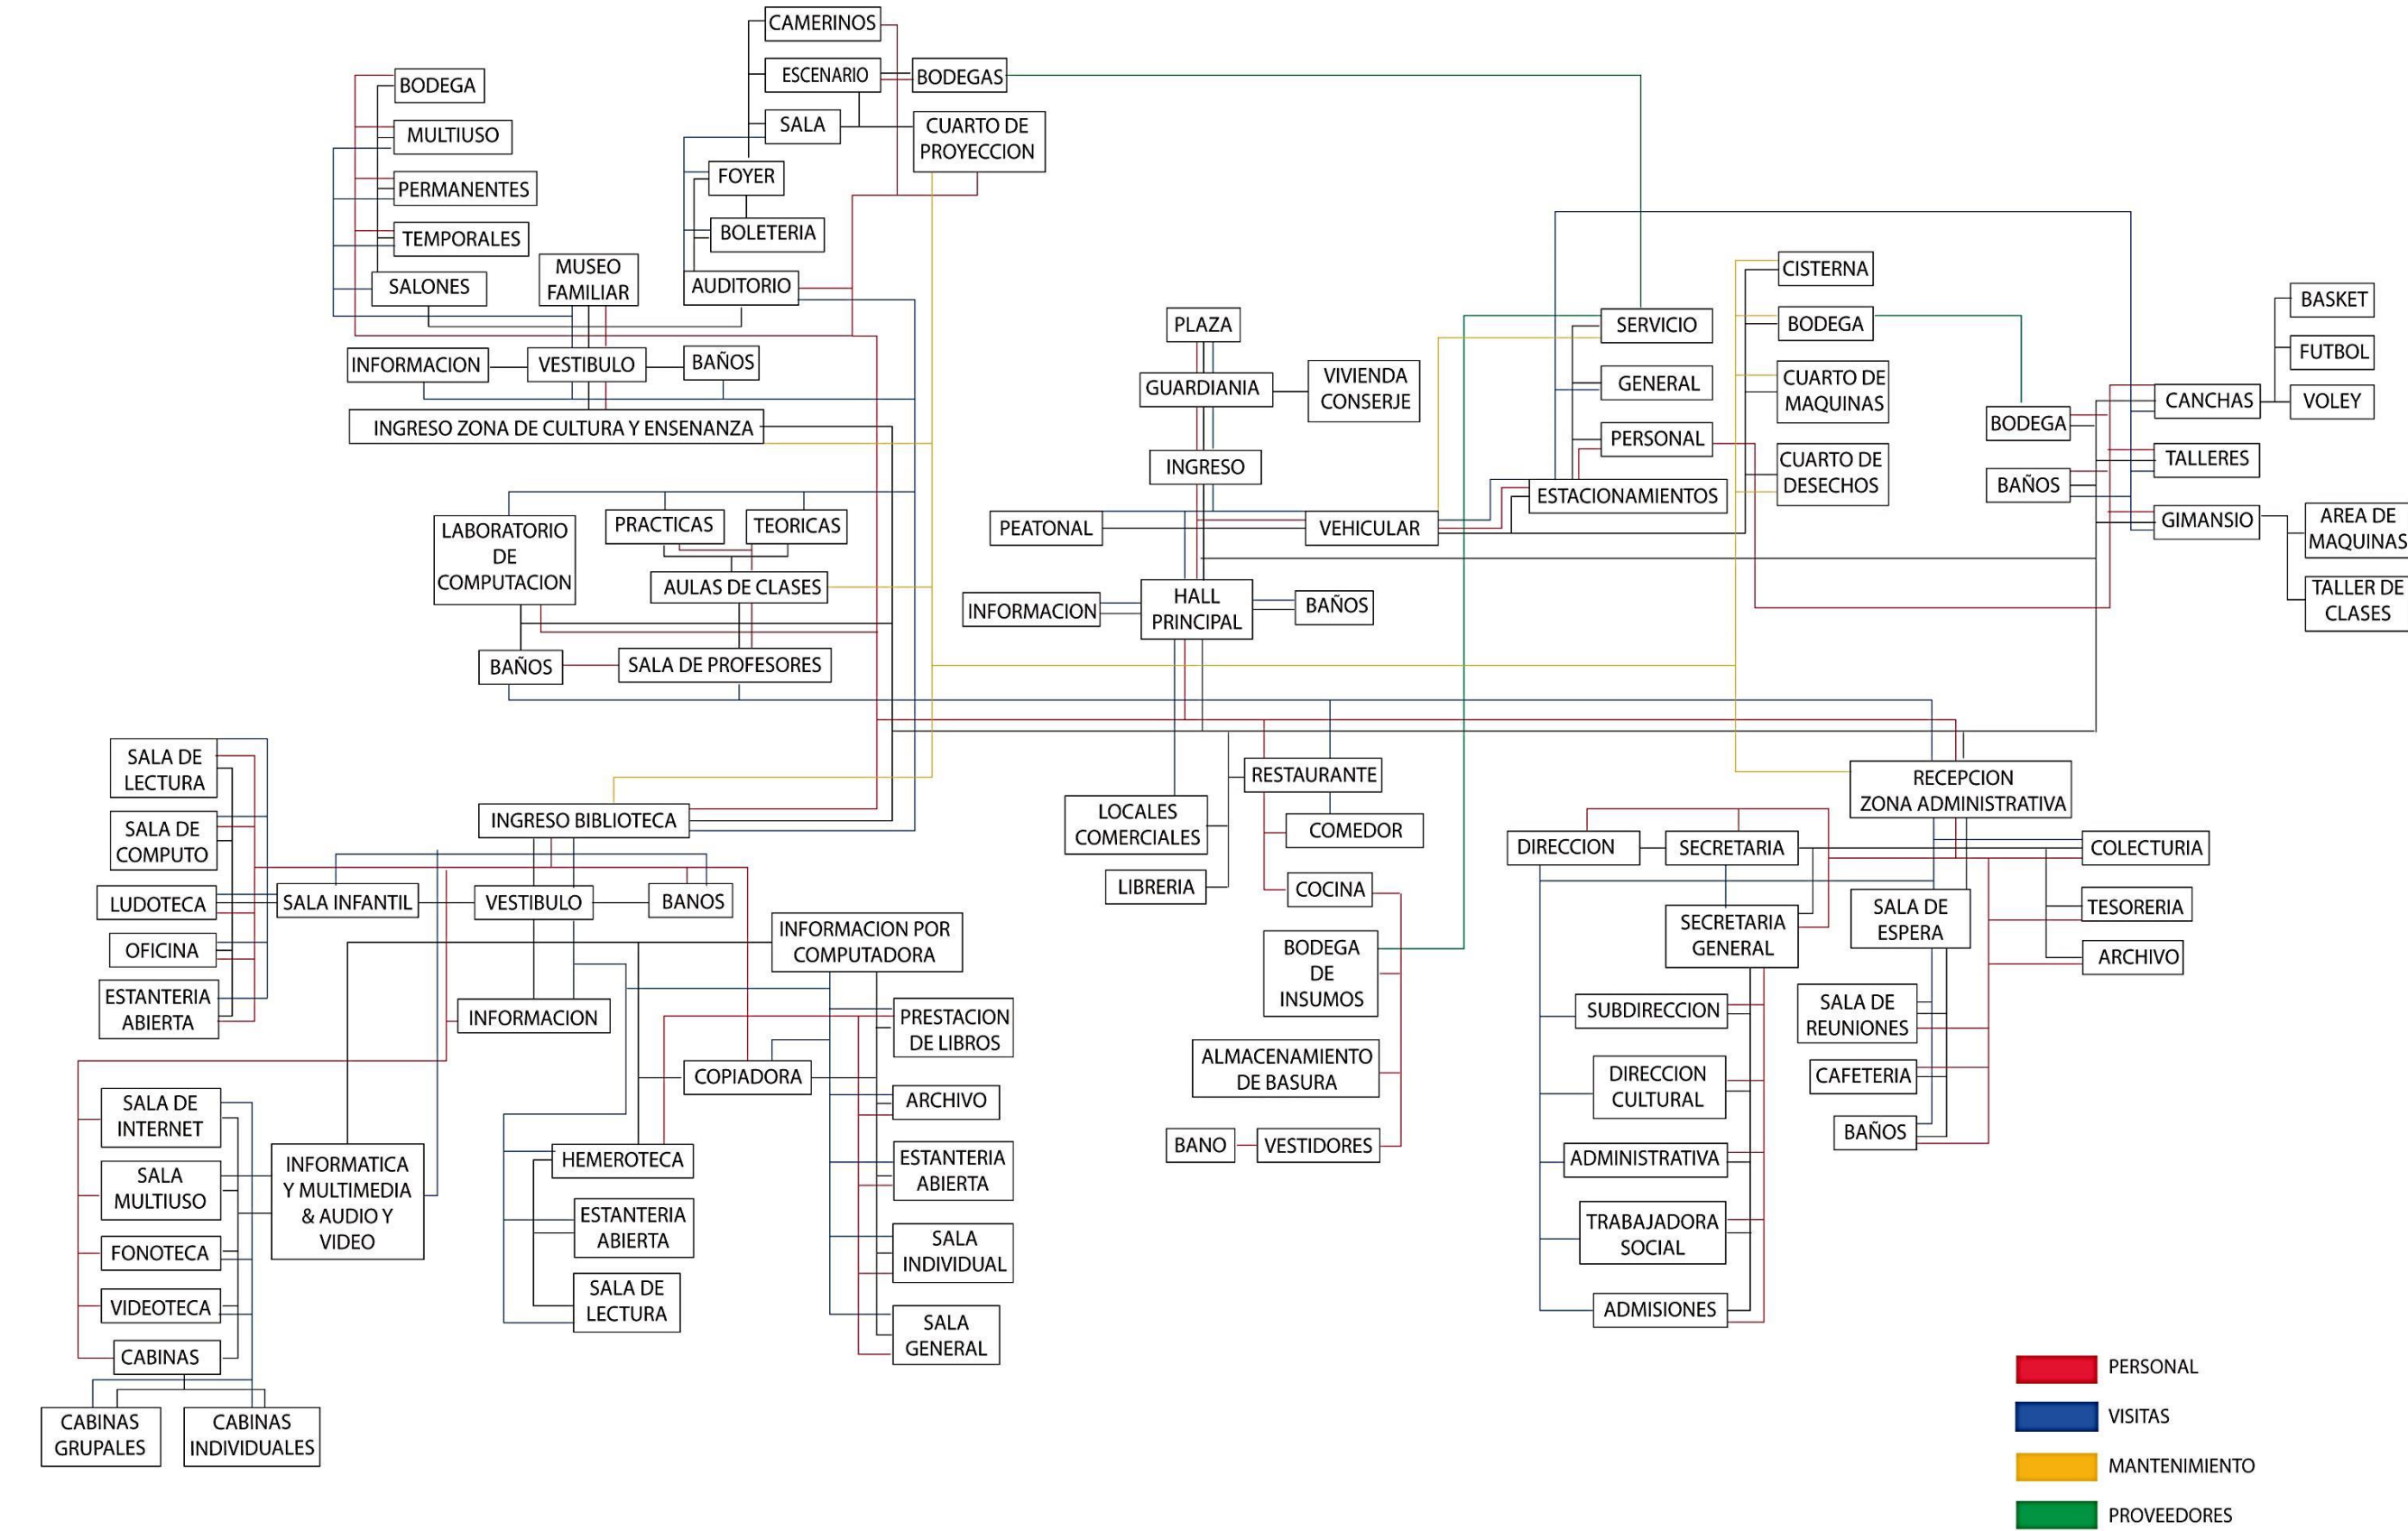 CAMERINOS
ESCENARIO
BODEGAS
SALA
CUARTO DE
PROYECCION
FOYER
BOLETERIA
AUDITORIO
BODEGA
MULTIUSO
PERMANENTES
TEMPORALES
SALONES
MUSEO
FAMILIAR
INFORMACION
VESTIBULO
BAÑOS
INGRESO ZONA DE CULTURA Y ENSENANZA
LABORATORIO
DE
COMPUTACION
PRACTICAS
TEORICAS
AULAS DE CLASES
BAÑOS
SALA DE PROFESORES
PLAZA
GUARDIANIA
VIVIENDA
CONSERJE
INGRESO
PEATONAL
VEHICULAR
INFORMACION
HALL
PRINCIPAL
BAÑOS
SERVICIO
GENERAL
PERSONAL
ESTACIONAMIENTOS
CISTERNA
BODEGA
CUARTO DE
MAQUINAS
CUARTO DE
DESECHOS
BODEGA
BAÑOS
CANCHAS
TALLERES
GIMANSIO
BASKET
FUTBOL
VOLEY
AREA DE
MAQUINAS
TALLER DE
CLASES
SALA DE
LECTURA
SALA DE
COMPUTO
LUDOTECA
OFICINA
ESTANTERIA
ABIERTA
INGRESO BIBLIOTECA
SALA INFANTIL
VESTIBULO
BANOS
INFORMACION
INFORMACION POR
COMPUTADORA
COPIADORA
PRESTACION
DE LIBROS
ARCHIVO
ESTANTERIA
ABIERTA
SALA
INDIVIDUAL
SALA
GENERAL
HEMEROTECA
ESTANTERIA
ABIERTA
SALA DE
LECTURA
SALA DE
INTERNET
SALA
MULTIUSO
FONOTECA
VIDEOTECA
CABINAS
CABINAS
GRUPALES
CABINAS
INDIVIDUALES
INFORMATICA
Y MULTIMEDIA
& AUDIO Y
VIDEO
RESTAURANTE
LOCALES
COMERCIALES
COMEDOR
LIBRERIA
COCINA
BODEGA
DE
INSUMOS
ALMACENAMIENTO
DE BASURA
BANO
VESTIDORES
RECEPCION
ZONA ADMINISTRATIVA
DIRECCION
SECRETARIA
COLECTURIA
SECRETARIA
GENERAL
SALA DE
ESPERA
TESORERIA
ARCHIVO
SUBDIRECCION
SALA DE
REUNIONES
DIRECCION
CULTURAL
CAFETERIA
ADMINISTRATIVA
BAÑOS
TRABAJADORA
SOCIAL
ADMISIONES
PERSONAL
VISITAS
MANTENIMIENTO
PROVEEDORES